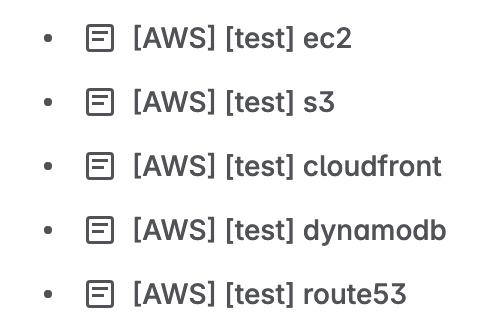 [AWS] [test] ec2
[AWS] [test] s3
[AWS] [test] cloudfront
[AWS] [test] dynamodb
[AWS] [test] route53